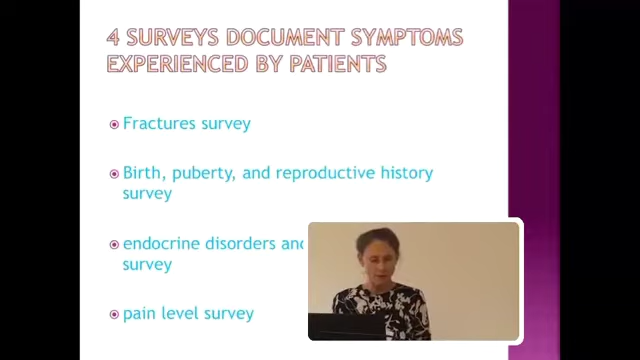 4 SURVEYS DOCUMENT SYMPTOMS
EXPERIENCED BY PATIENTS
Fractures survey
Birth, puberty, and reproductive history
survey
endocrine disorders and
survey
pain level survey